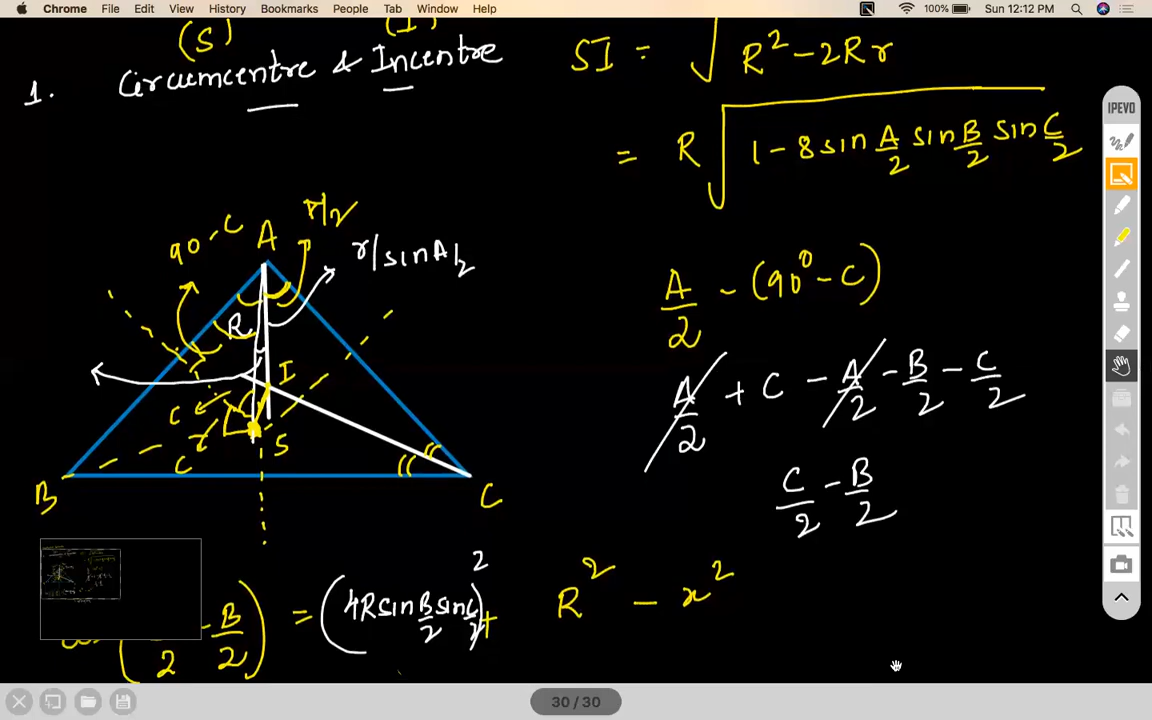 Chrome File Edit View History Bookmarks People Tab Window Help 100% Sun 12:12 PM
(S) (I)
1. Circumcentre & Incentre
SI = √R² - 2Rr
= R √1 - 8 sin A/2 sin B/2 sin C/2
IPEVO
90 - C A A/2
r/sin A/2
R
I
C
r
C
S
B C
A/2 - (90° - C)
A/2 + C - A/2 - B/2 - C/2
C/2 - B/2
2 - B/2) = (4R sin B/2 sin C/2)² + R² - x²
30 / 30